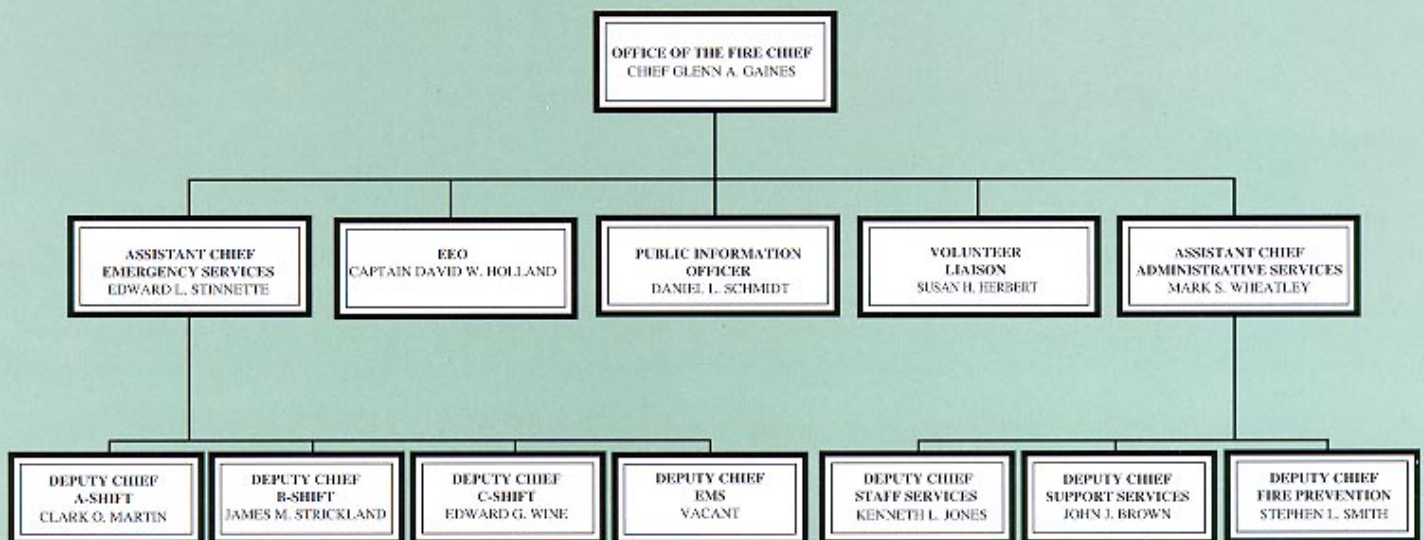 OFFICE OF THE FIRE CHIEF
CHIEF GLENN A. GAINES
ASSISTANT CHIEF
EMERGENCY SERVICES
EDWARD L. STINNETTE
EEO
CAPTAIN DAVID W. HOLLAND
PUBLIC INFORMATION
OFFICER
DANIEL L. SCHMIDT
VOLUNTEER
LIAISON
SUSAN H. HERBERT
ASSISTANT CHIEF
ADMINISTRATIVE SERVICES
MARK S. WHEATLEY
DEPUTY CHIEF
A-SHIFT
CLARK O. MARTIN
DEPUTY CHIEF
B-SHIFT
JAMES M. STRICKLAND
DEPUTY CHIEF
C-SHIFT
EDWARD G. WINE
DEPUTY CHIEF
EMS
VACANT
DEPUTY CHIEF
STAFF SERVICES
KENNETH L. JONES
DEPUTY CHIEF
SUPPORT SERVICES
JOHN J. BROWN
DEPUTY CHIEF
FIRE PREVENTION
STEPHEN L. SMITH